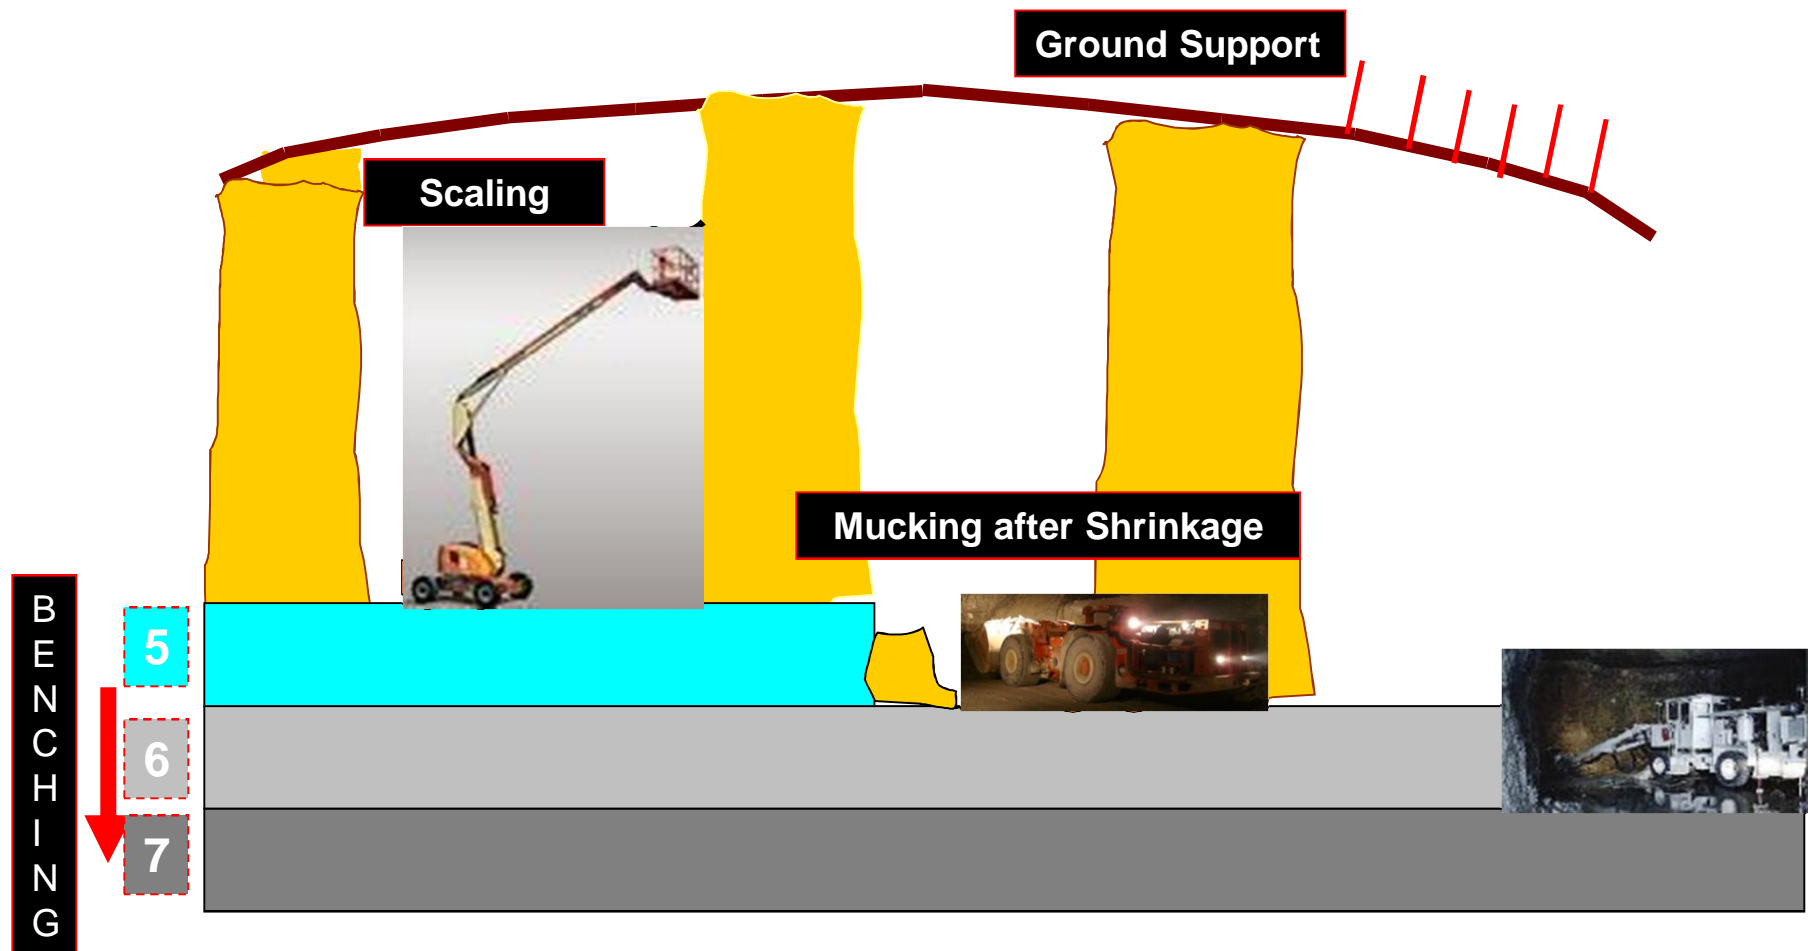 Ground Support
Scaling
Mucking after Shrinkage
B
E
N
C
H
I
N
G
5
6
7